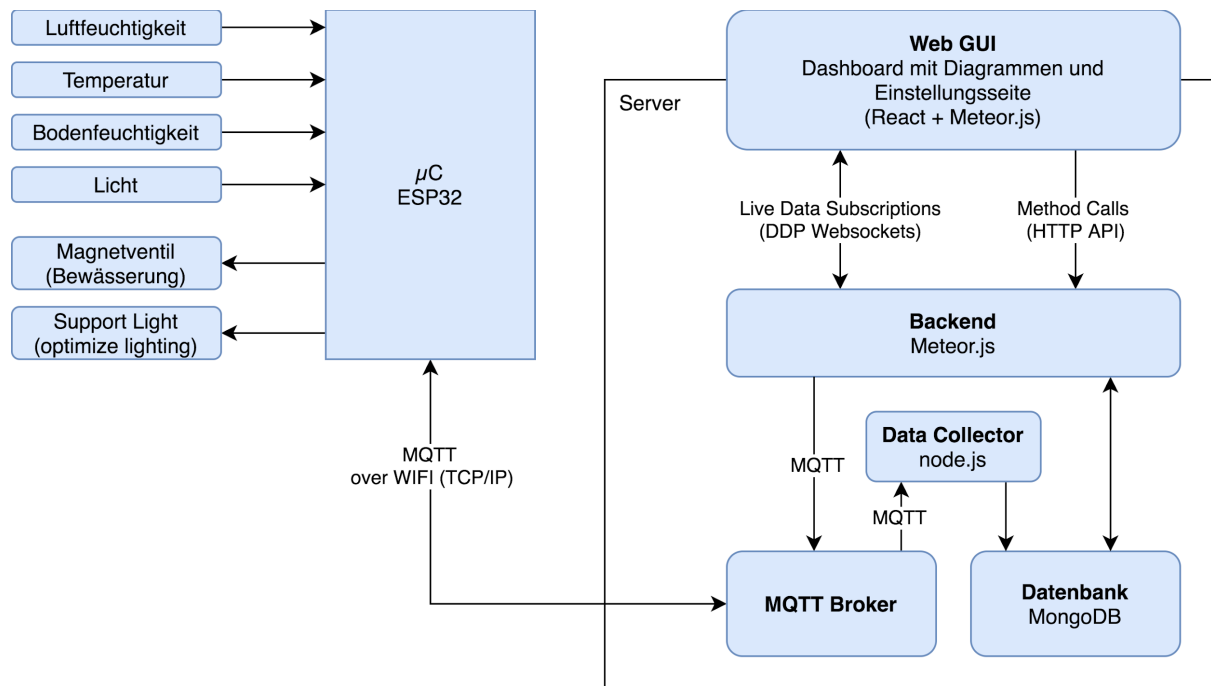 Luftfeuchtigkeit
Temperatur
Bodenfeuchtigkeit
Licht
Magnetventil
(Bewässerung)
Support Light
(optimize lighting)
µC
ESP32
MQTT
over WIFI (TCP/IP)
Server
Web GUI
Dashboard mit Diagrammen und
Einstellungsseite
(React + Meteor.js)
Live Data Subscriptions
(DDP Websockets)
Method Calls
(HTTP API)
Backend
Meteor.js
MQTT
Data Collector
node.js
MQTT
MQTT Broker
Datenbank
MongoDB